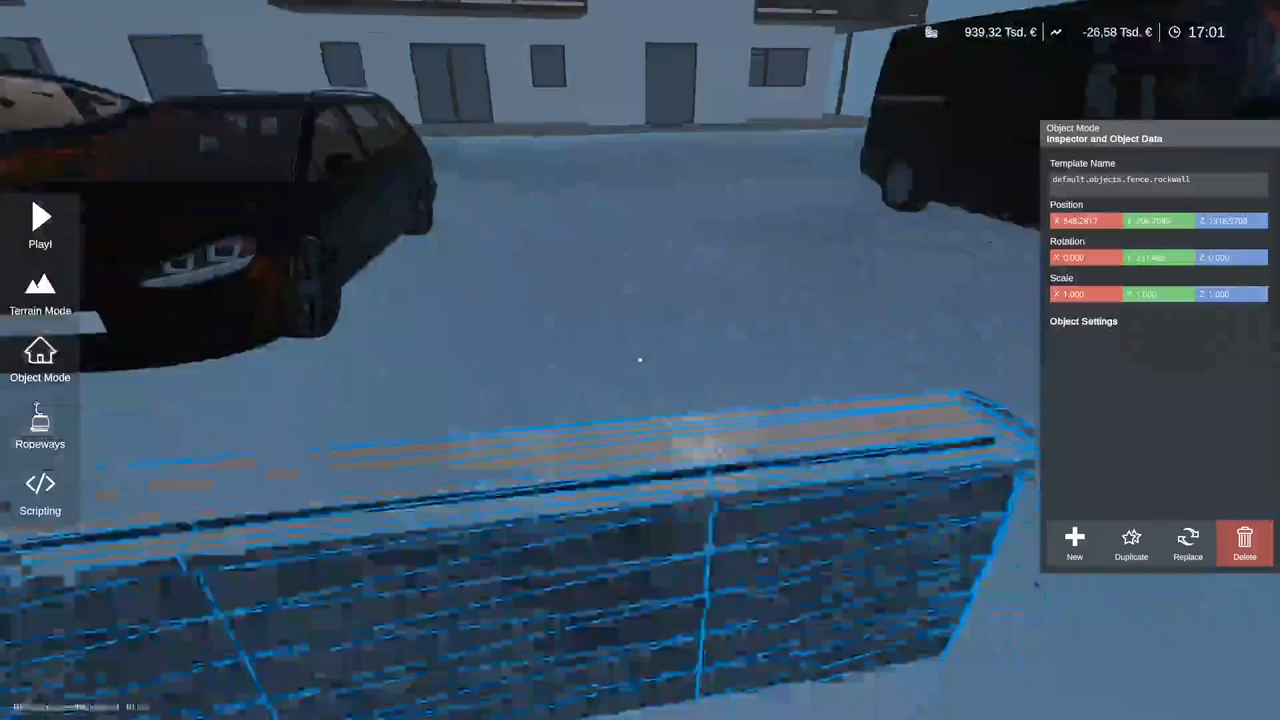 939,32 Tsd. € -26,58 Tsd. € 17:01
Object Mode
Inspector and Object Data
Template Name
default.objects.fence.rockwall
Position
X 848.2817 Y Z
Rotation
X 0.000 Y Z 0.000
Scale
X 1.000 Y 1.000 Z 1.000
Object Settings
New Duplicate Replace Delete
Play!
Terrain Mode
Object Mode
Ropeways
Scripting